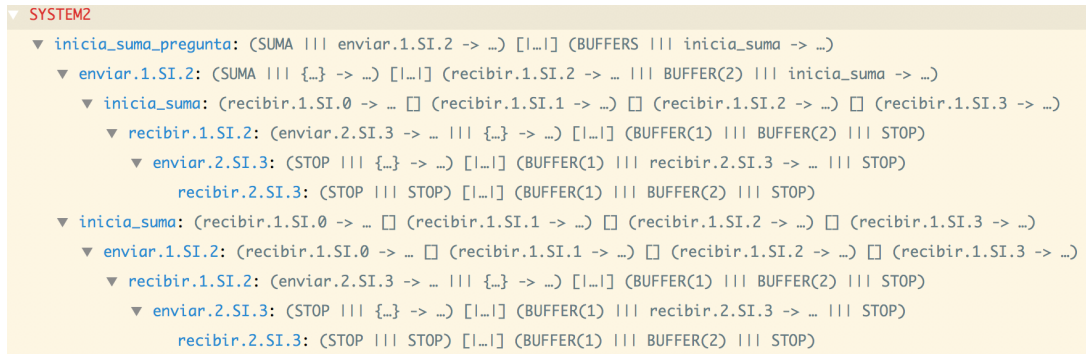 ▼ SYSTEM2
▼ inicia_suma_pregunta: (SUMA ||| enviar.1.SI.2 -> …) [|…|] (BUFFERS ||| inicia_suma -> …)
▼ enviar.1.SI.2: (SUMA ||| {…} -> …) [|…|] (recibir.1.SI.2 -> … ||| BUFFER(2) ||| inicia_suma -> …)
▼ inicia_suma: (recibir.1.SI.0 -> … [] (recibir.1.SI.1 -> …) [] (recibir.1.SI.2 -> …) [] (recibir.1.SI.3 -> …)
▼ recibir.1.SI.2: (enviar.2.SI.3 -> … ||| {…} -> …) [|…|] (BUFFER(1) ||| BUFFER(2) ||| STOP)
▼ enviar.2.SI.3: (STOP ||| {…} -> …) [|…|] (BUFFER(1) ||| recibir.2.SI.3 -> … ||| STOP)
recibir.2.SI.3: (STOP ||| STOP) [|…|] (BUFFER(1) ||| BUFFER(2) ||| STOP)
▼ inicia_suma: (recibir.1.SI.0 -> … [] (recibir.1.SI.1 -> …) [] (recibir.1.SI.2 -> …) [] (recibir.1.SI.3 -> …)
▼ enviar.1.SI.2: (recibir.1.SI.0 -> … [] (recibir.1.SI.1 -> …) [] (recibir.1.SI.2 -> …) [] (recibir.1.SI.3 -> …)
▼ recibir.1.SI.2: (enviar.2.SI.3 -> … ||| {…} -> …) [|…|] (BUFFER(1) ||| BUFFER(2) ||| STOP)
▼ enviar.2.SI.3: (STOP ||| {…} -> …) [|…|] (BUFFER(1) ||| recibir.2.SI.3 -> … ||| STOP)
recibir.2.SI.3: (STOP ||| STOP) [|…|] (BUFFER(1) ||| BUFFER(2) ||| STOP)